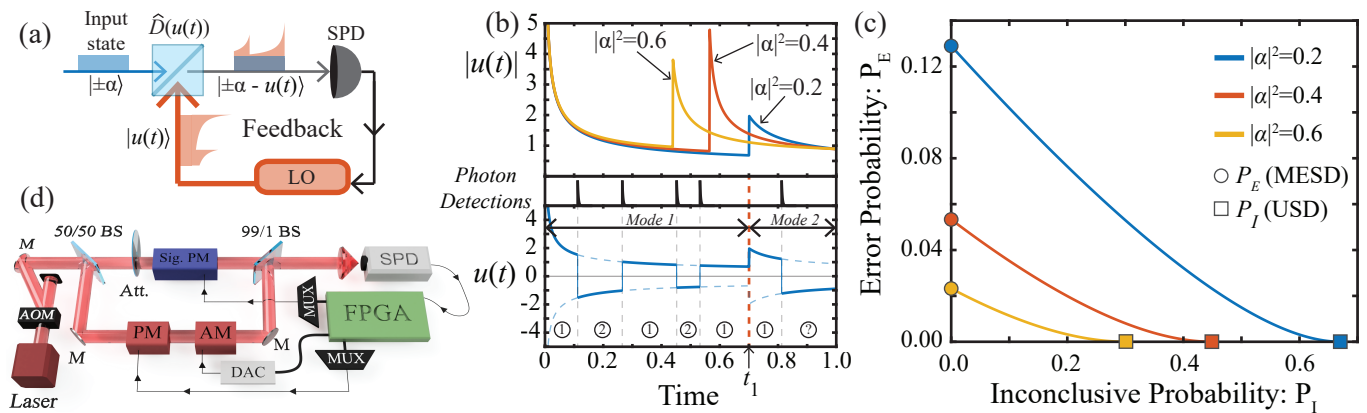 (a)
Input
state
D̂(u(t))
SPD
|±α⟩
|±α - u(t)⟩
|u(t)⟩
Feedback
LO
(b)
|u(t)|
5
4
3
2
1
|α|²=0.6
|α|²=0.4
|α|²=0.2
Photon
Detections
Mode 1
Mode 2
u(t)
4
2
0
2
4
① ② ① ② ① ① ?
0 0.2 0.4 0.6 0.8 1.0
Time
t₁
(c)
Error Probability: P_E
0.12
0.08
0.04
0.00
0.0 0.2 0.4 0.6
Inconclusive Probability: P_I
|α|²=0.2
|α|²=0.4
|α|²=0.6
P_E (MESD)
P_I (USD)
(d)
M
50/50 BS
99/1 BS
Att.
Sig. PM
SPD
MUX
FPGA
AOM
M
PM
AM
M
MUX
DAC
Laser